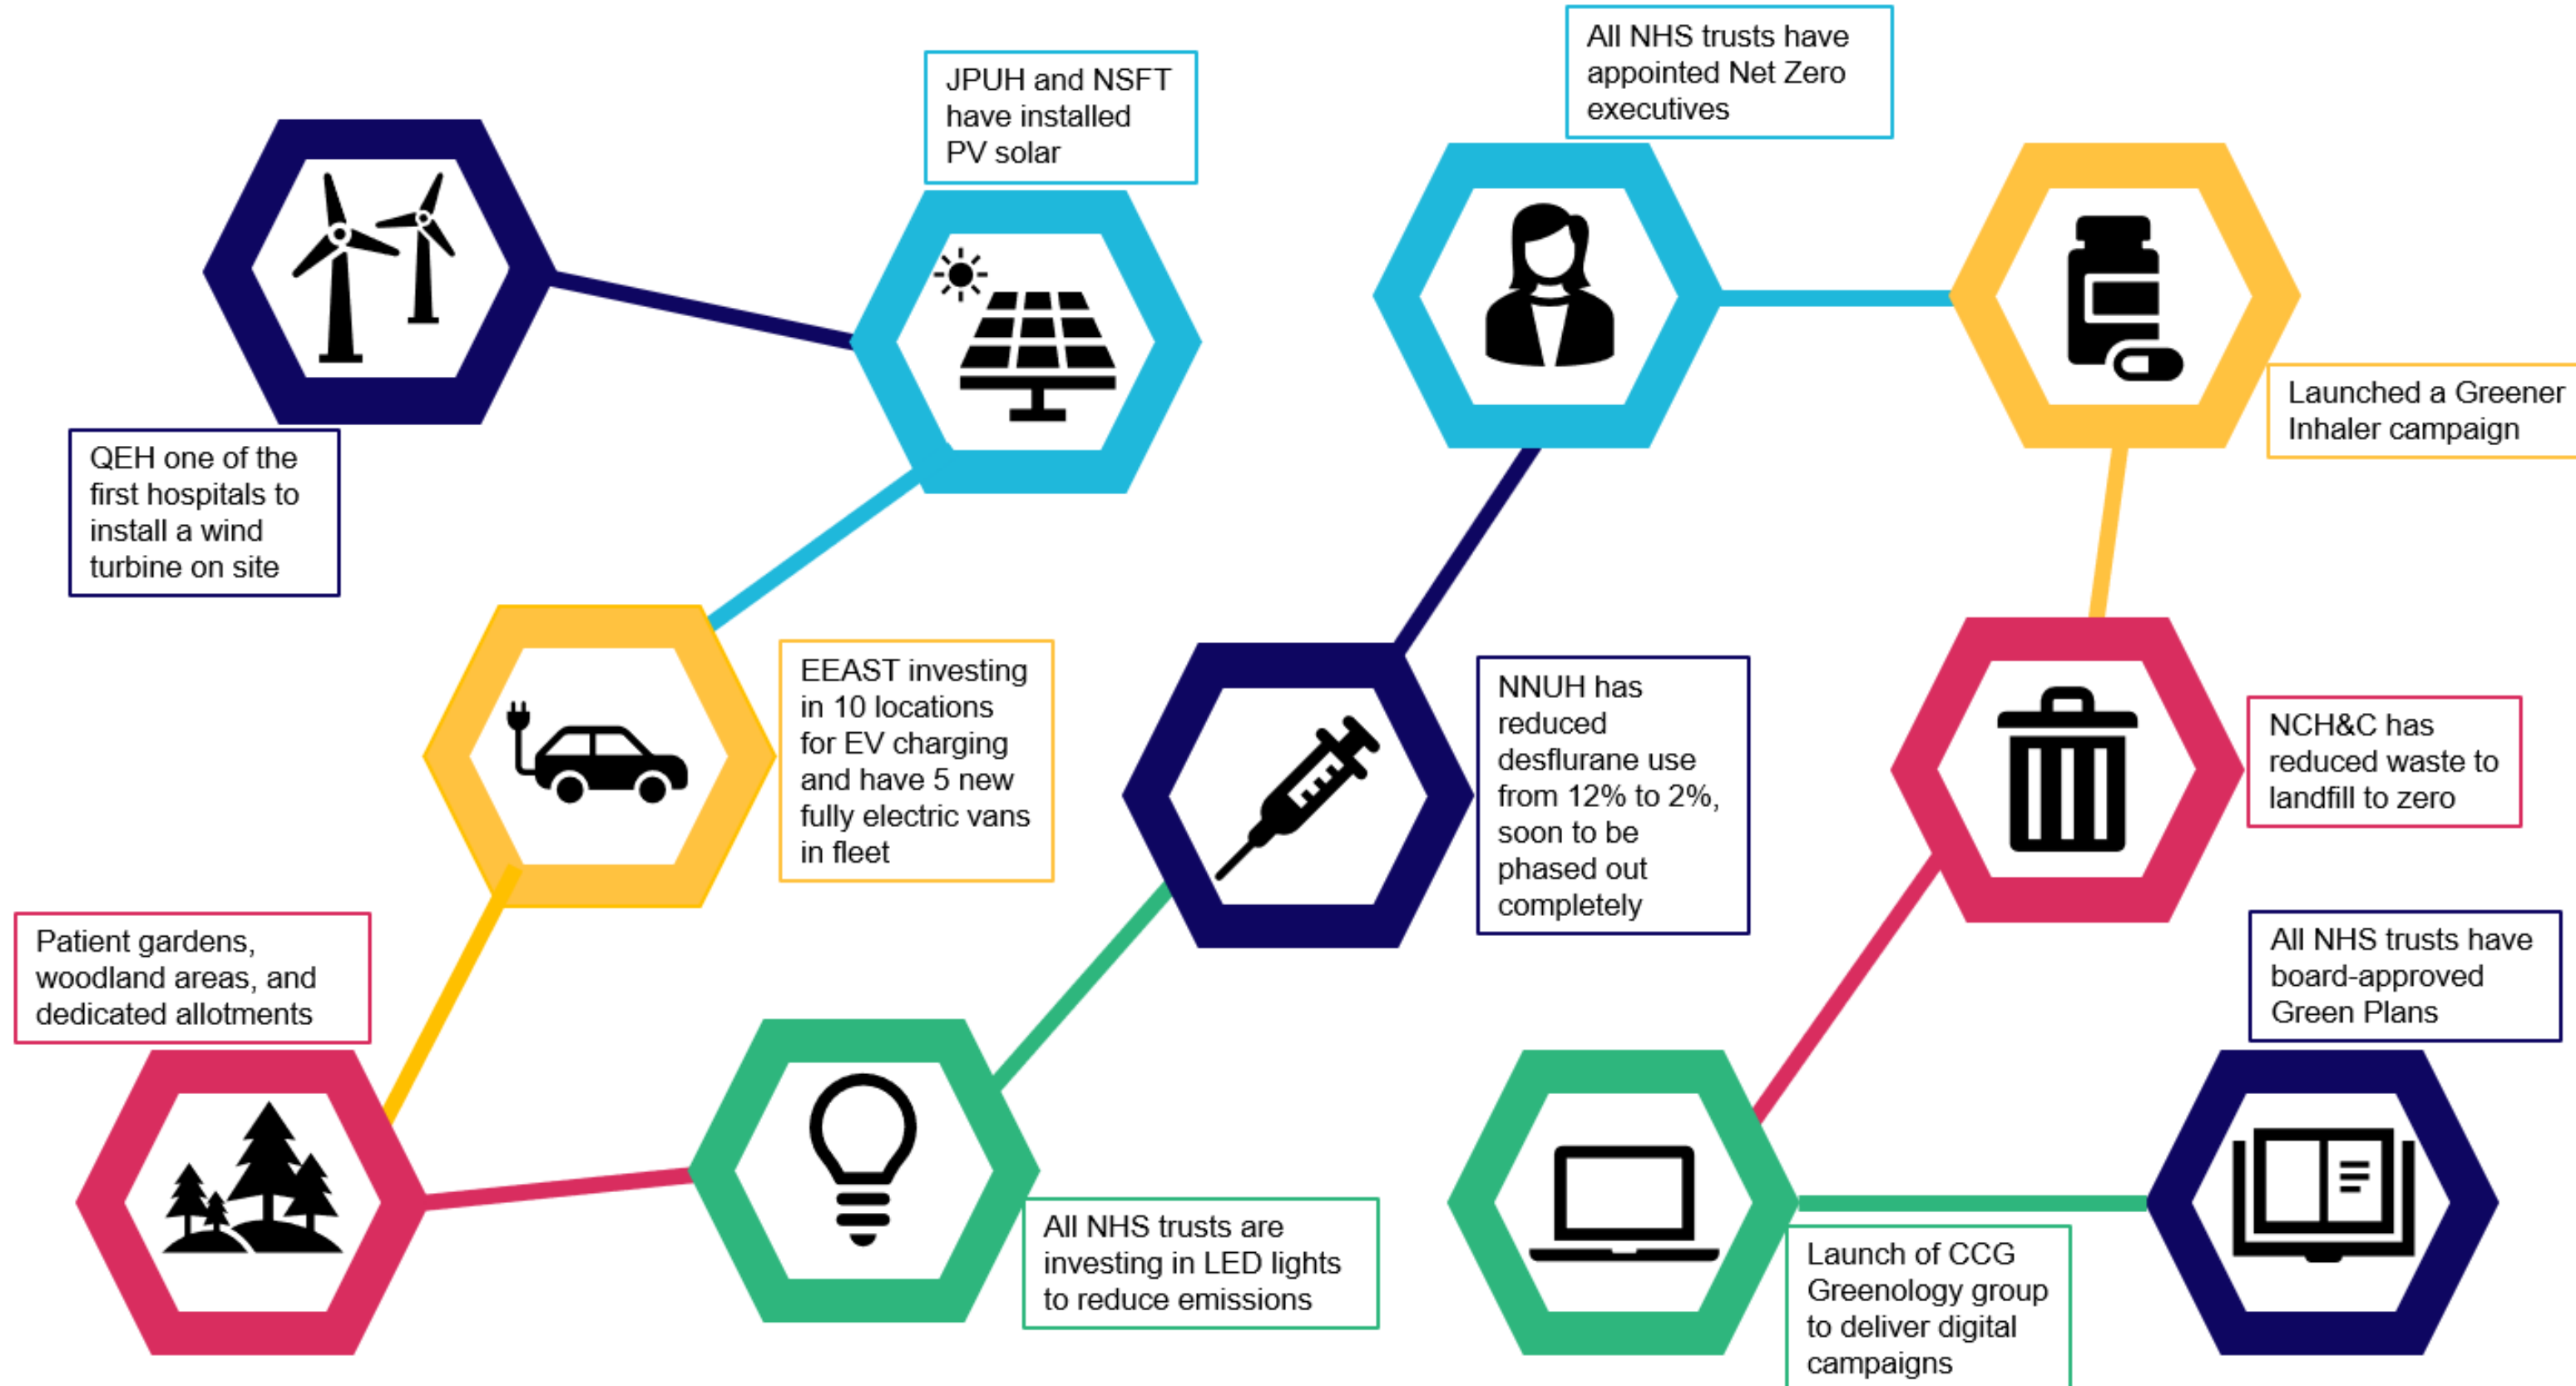 QEH one of the
first hospitals to
install a wind
turbine on site
JPUH and NSFT
have installed
PV solar
EEAST investing
in 10 locations
for EV charging
and have 5 new
fully electric vans
in fleet
Patient gardens,
woodland areas, and
dedicated allotments
All NHS trusts are
investing in LED lights
to reduce emissions
NNUH has
reduced
desflurane use
from 12% to 2%,
soon to be
phased out
completely
All NHS trusts have
appointed Net Zero
executives
Launched a Greener
Inhaler campaign
NCH&C has
reduced waste to
landfill to zero
Launch of CCG
Greenology group
to deliver digital
campaigns
All NHS trusts have
board-approved
Green Plans